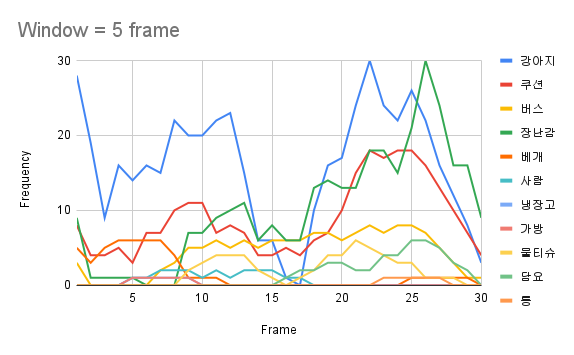 Window = 5 frame
30
20
10
0
Frequency
5
10
15
20
25
30
Frame
강아지
쿠션
버스
장난감
베개
사람
냉장고
가방
물티슈
담요
통